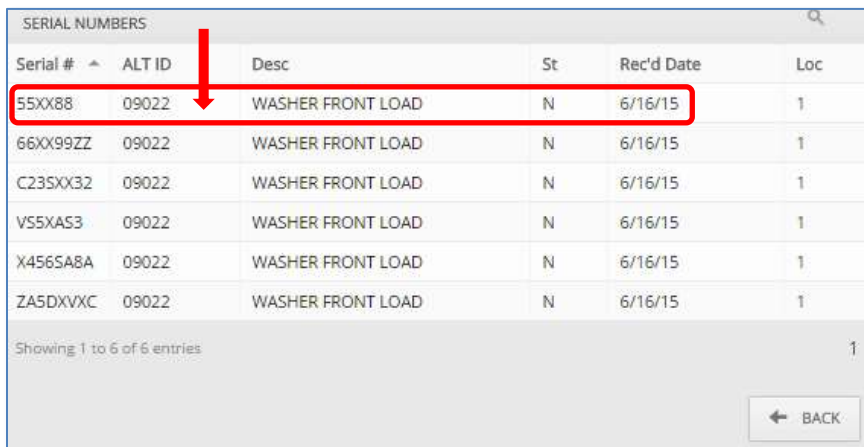 SERIAL NUMBERS
Serial # ALT ID Desc St Rec'd Date Loc
55XX88 09022 WASHER FRONT LOAD N 6/16/15 1
66XX99ZZ 09022 WASHER FRONT LOAD N 6/16/15 1
C23SXX32 09022 WASHER FRONT LOAD N 6/16/15 1
VS5XAS3 09022 WASHER FRONT LOAD N 6/16/15 1
X456SA8A 09022 WASHER FRONT LOAD N 6/16/15 1
ZA5DXVXC 09022 WASHER FRONT LOAD N 6/16/15 1
Showing 1 to 6 of 6 entries 1
BACK